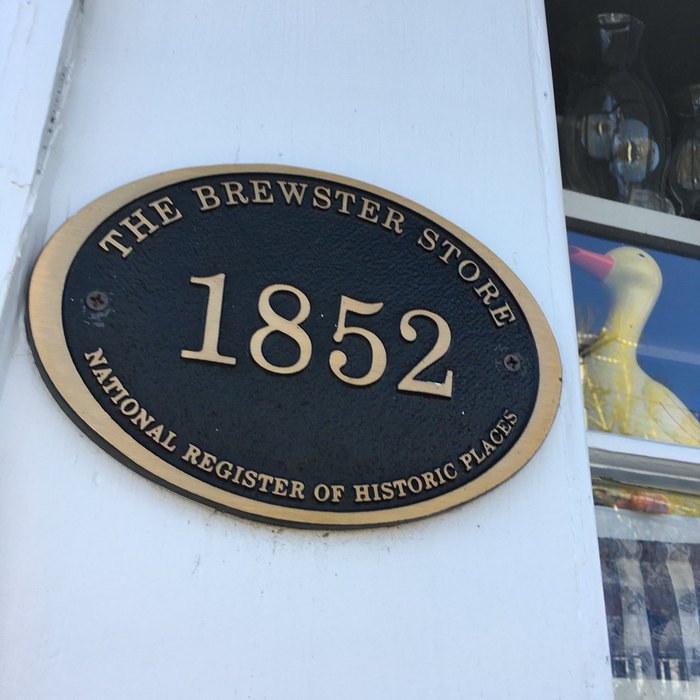 THE BREWSTER STORE
1852
NATIONAL REGISTER OF HISTORIC PLACES